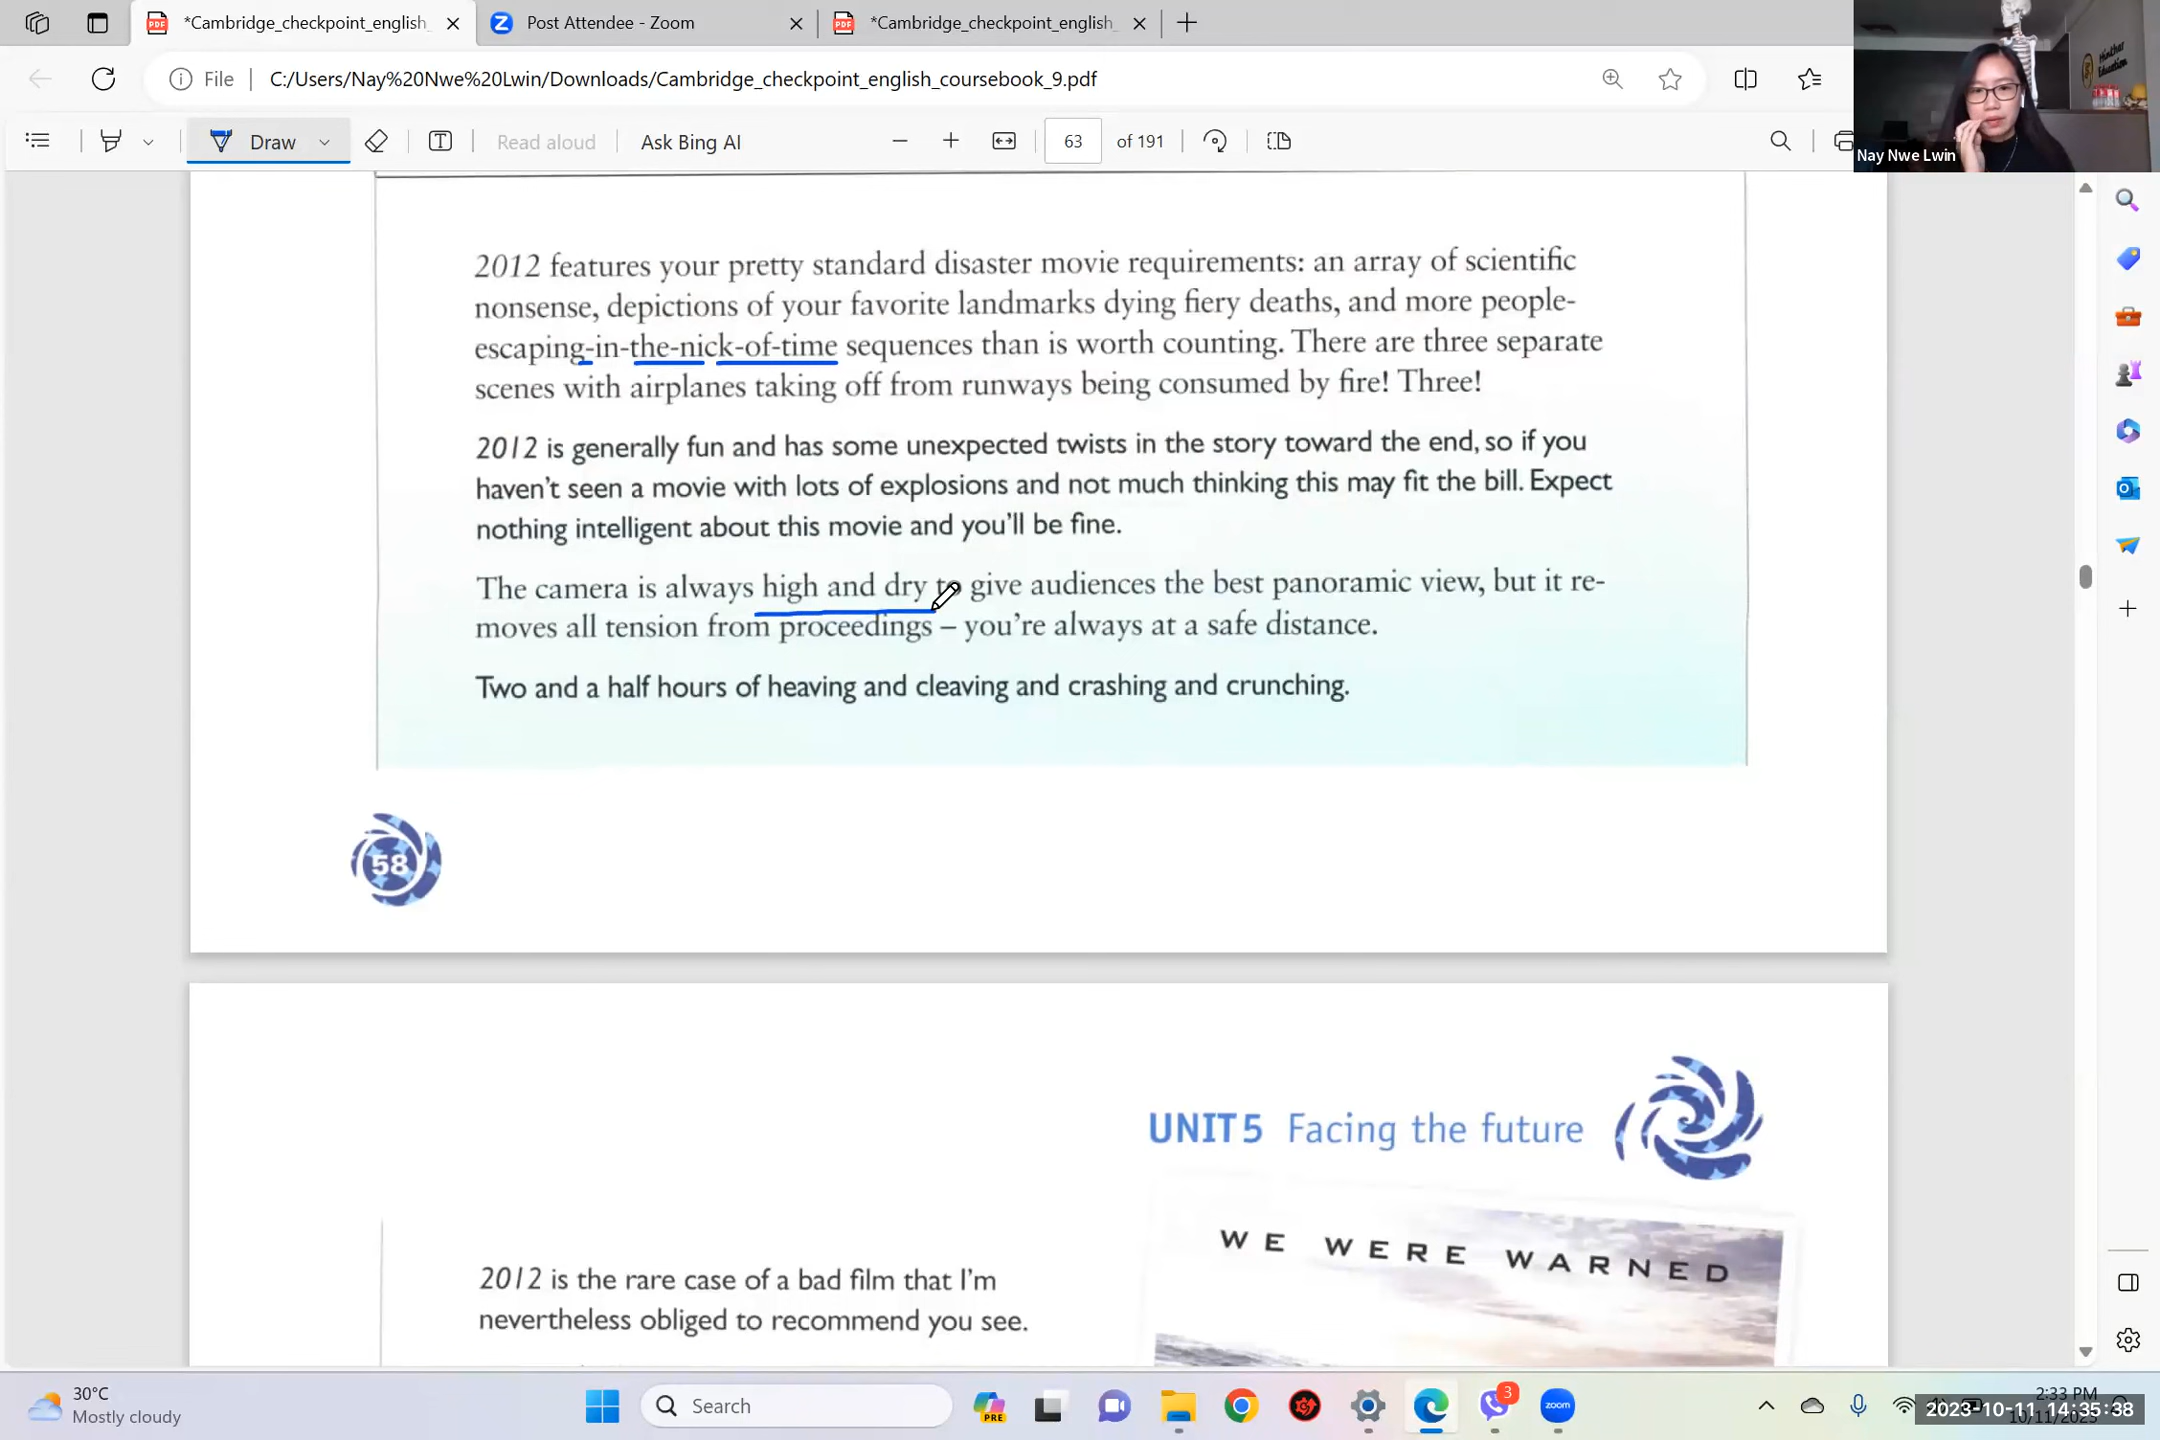 *Cambridge_checkpoint_english_
Post Attendee - Zoom
*Cambridge_checkpoint_english_
File
C:/Users/Nay%20Nwe%20Lwin/Downloads/Cambridge_checkpoint_english_coursebook_9.pdf
Draw
Read aloud
Ask Bing AI
63 of 191
Thinkhar
Education
Nay Nwe Lwin
2012 features your pretty standard disaster movie requirements: an array of scientific
nonsense, depictions of your favorite landmarks dying fiery deaths, and more people-
escaping-in-the-nick-of-time sequences than is worth counting. There are three separate
scenes with airplanes taking off from runways being consumed by fire! Three!
2012 is generally fun and has some unexpected twists in the story toward the end, so if you
haven't seen a movie with lots of explosions and not much thinking this may fit the bill. Expect
nothing intelligent about this movie and you'll be fine.
The camera is always high and dry to give audiences the best panoramic view, but it re-
moves all tension from proceedings – you're always at a safe distance.
Two and a half hours of heaving and cleaving and crashing and crunching.
58
UNIT 5 Facing the future
WE WERE WARNED
2012 is the rare case of a bad film that I'm
nevertheless obliged to recommend you see.
30°C
Mostly cloudy
Search
PRE
3
zoom
2:33 PM
2023-10-11 14:35:38